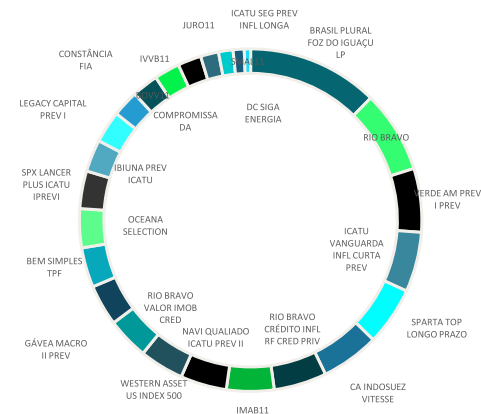 ICATU SEG PREV
INFL LONGA
BRASIL PLURAL
FOZ DO IGUAÇU
LP
RIO BRAVO
VERDE AM PREV
I PREV
ICATU
VANGUARDA
INFL CURTA
PREV
SPARTA TOP
LONGO PRAZO
CA INDOSUEZ
VITESSE
RIO BRAVO
CRÉDITO INFL
RF CRED PRIV
IMAB11
NAVI QUALIADO
ICATU PREV II
WESTERN ASSET
US INDEX 500
RIO BRAVO
VALOR IMOB
CRED
GÁVEA MACRO
II PREV
BEM SIMPLES
TPF
OCEANA
SELECTION
SPX LANCER
PLUS ICATU
IPREVI
IBIUNA PREV
ICATU
LEGACY CAPITAL
PREV I
COMPROMISSA
DA
CONSTÂNCIA
FIA
IVVB11
DC SIGA
ENERGIA
JURO11